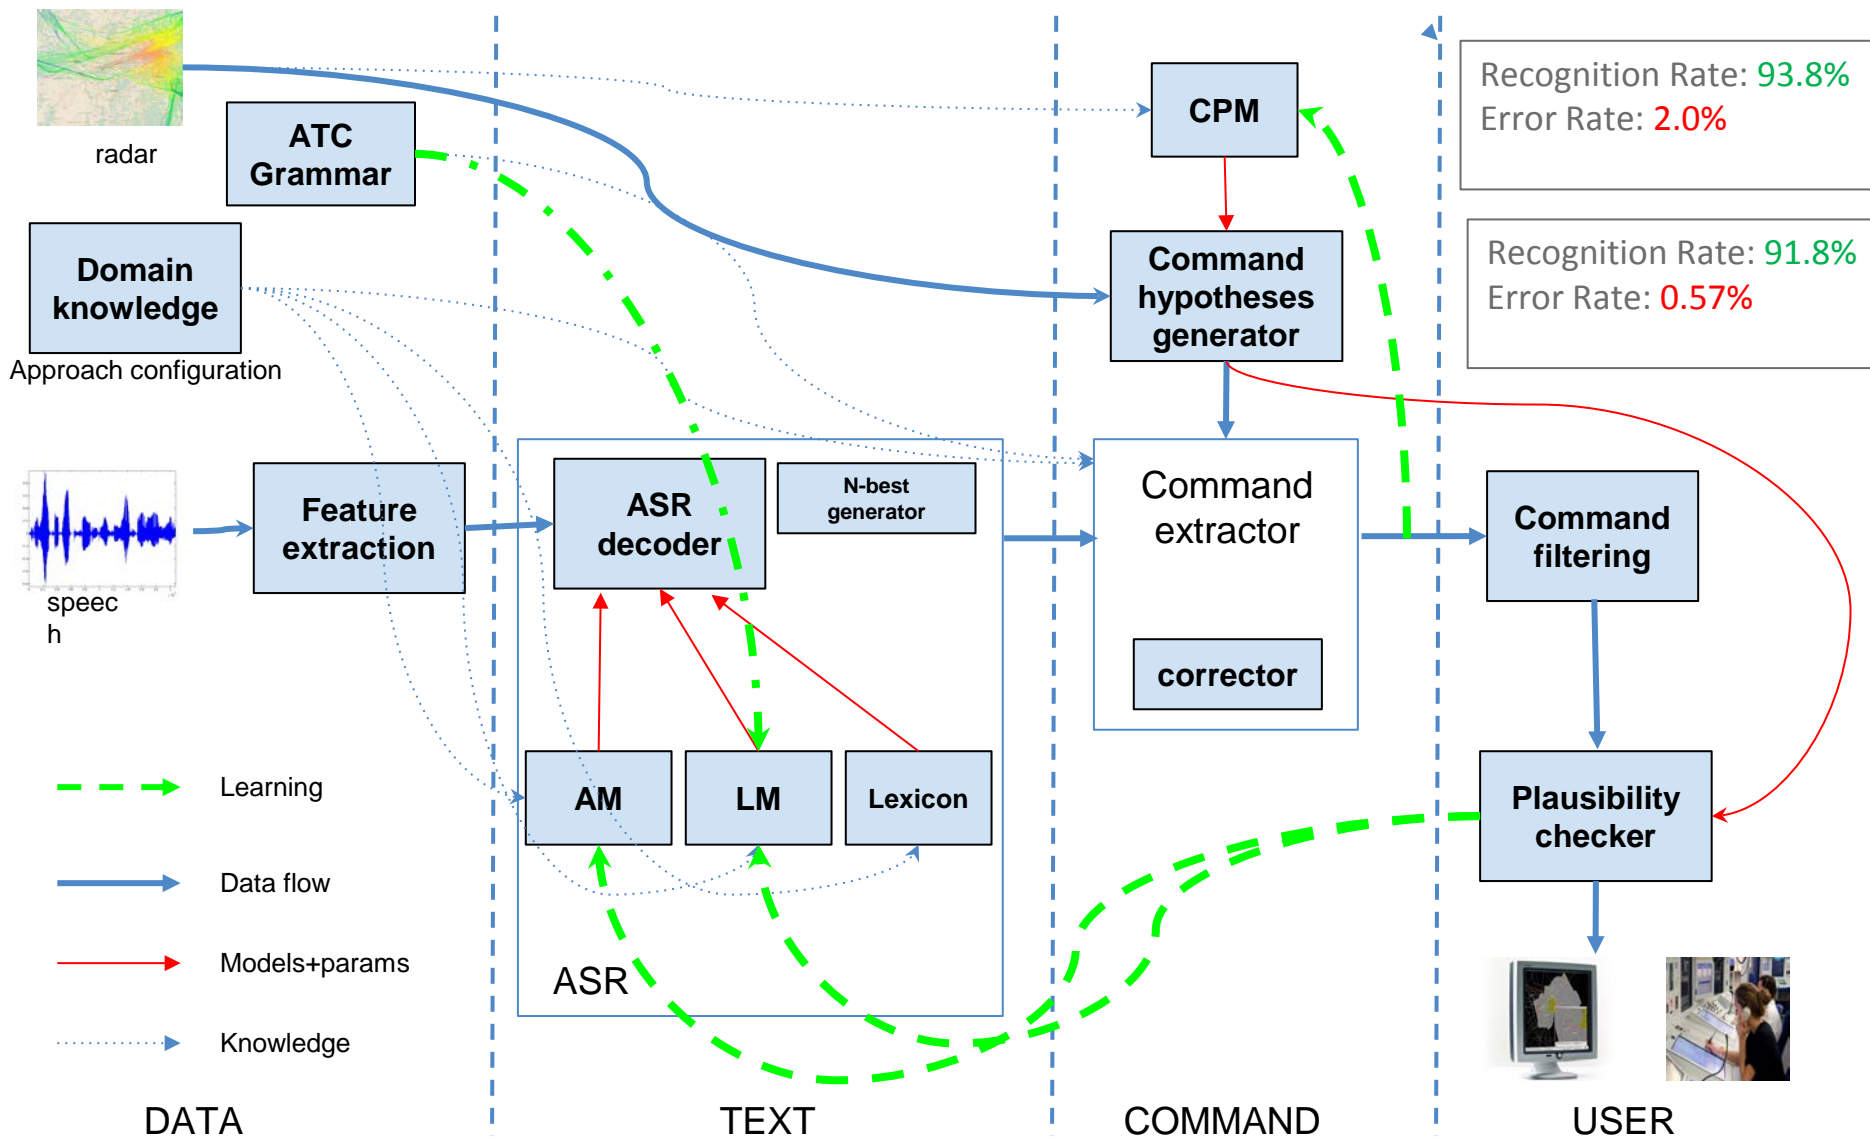 radar
ATC
Grammar
Domain
knowledge
Approach configuration
speec
h
Feature
extraction
ASR
decoder
N-best
generator
AM
LM
Lexicon
ASR
CPM
Command
hypotheses
generator
Command
extractor
corrector
Recognition Rate: 93.8%
Error Rate: 2.0%
Recognition Rate: 91.8%
Error Rate: 0.57%
Command
filtering
Plausibility
checker
Learning
Data flow
Models+params
Knowledge
DATA
TEXT
COMMAND
USER